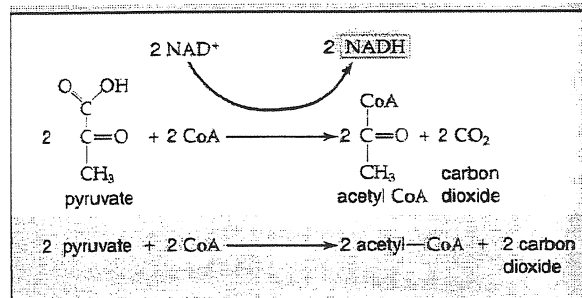 2 NAD⁺ 2 NADH
O OH CoA
C
2 C=O + 2 CoA 2 C=O + 2 CO₂
CH₃ CH₃ carbon
pyruvate acetyl CoA dioxide
2 pyruvate + 2 CoA 2 acetyl—CoA + 2 carbon
dioxide